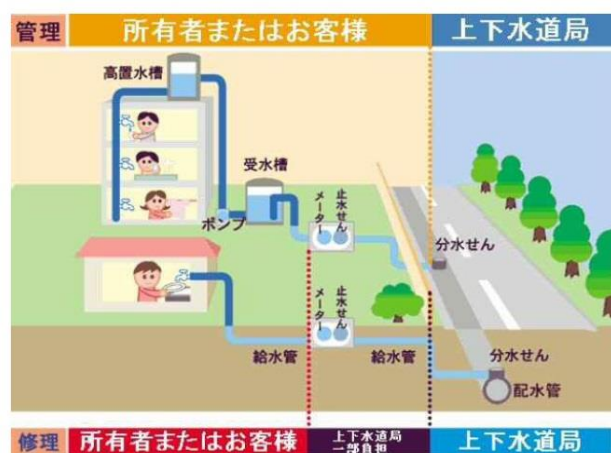 管理 所有者またはお客様 上下水道局
高置水槽
受水槽
ポンプ
メーター
止水せん
分水せん
メーター
止水せん
給水管
給水管
分水せん
配水管
修理 所有者またはお客様 上下水道局
一部負担 上下水道局